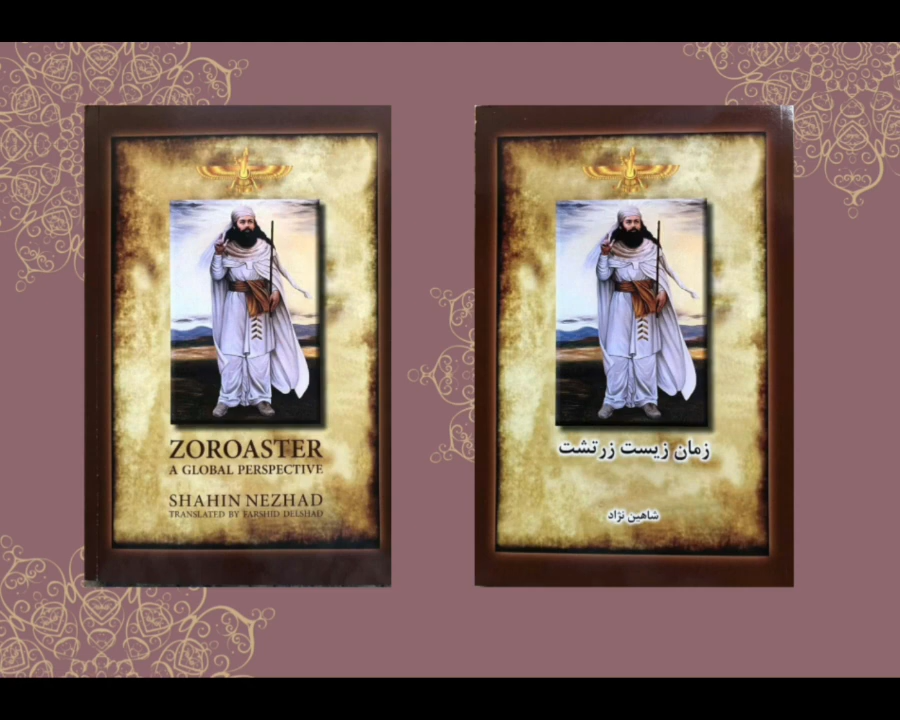 ZOROASTER
A GLOBAL PERSPECTIVE
SHAHIN NEZHAD
TRANSLATED BY FARSHID DELSHAD
زمان زیست زرتشت
شاهین نژاد